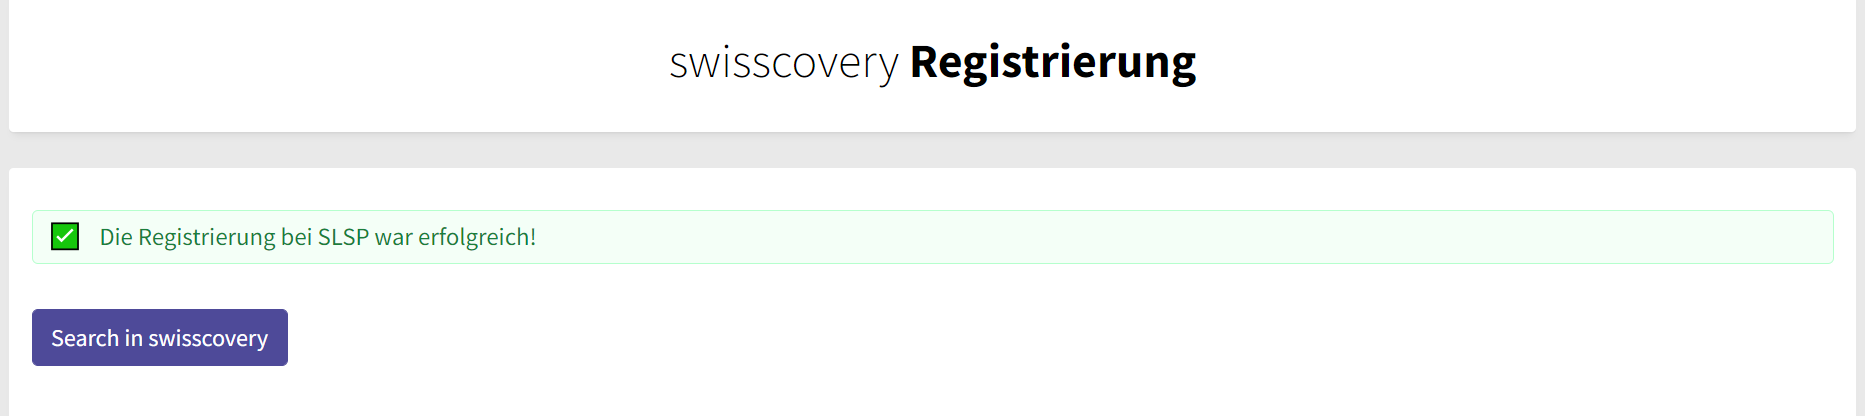 swisscovery Registrierung
Die Registrierung bei SLSP war erfolgreich!
Search in swisscovery